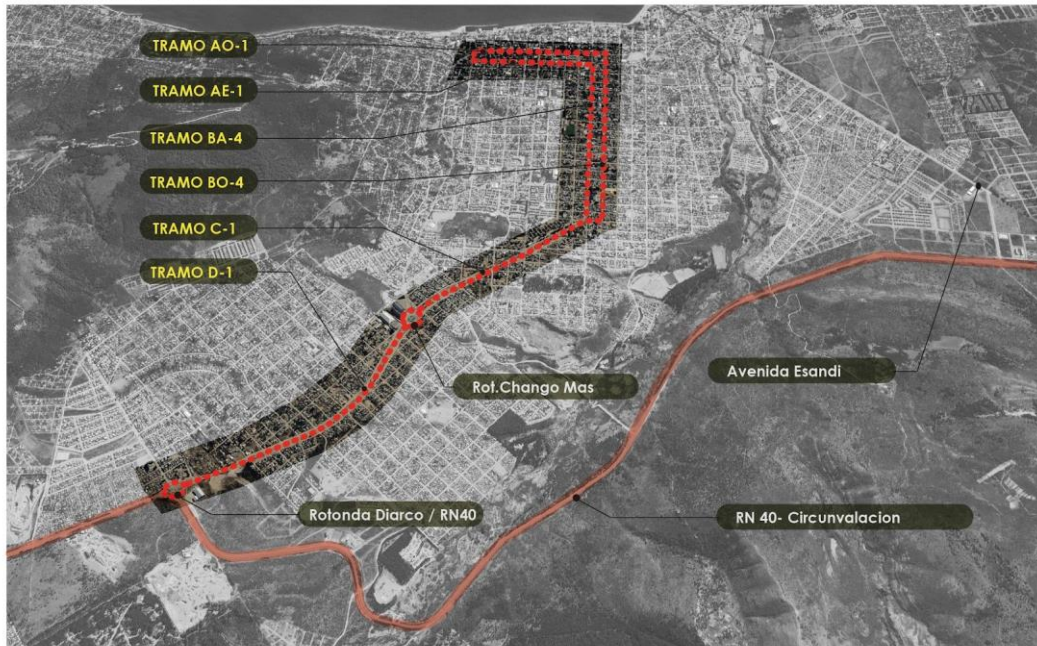 TRAMO AO-1
TRAMO AE-1
TRAMO BA-4
TRAMO BO-4
TRAMO C-1
TRAMO D-1
Rot.Chango Mas
Avenida Esandi
Rotonda Diarco / RN40
RN 40- Circunvalacion